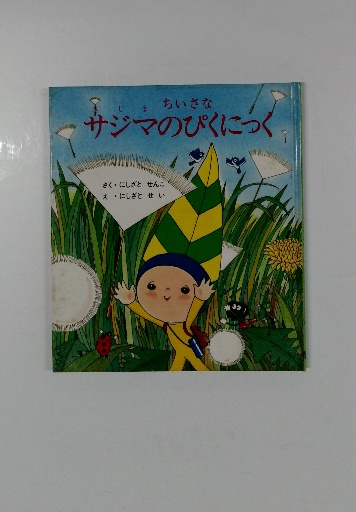 ちいさな
サジマのぴくにっく
さく・にしざと せんこ
え・にしざと せい